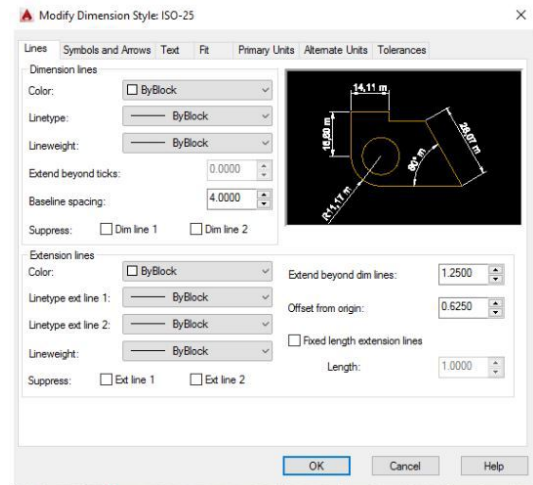 Modify Dimension Style: ISO-25
Lines Symbols and Arrows Text Fit Primary Units Alternate Units Tolerances
Dimension lines
Color: ByBlock
Linetype: ByBlock
Lineweight: ByBlock
Extend beyond ticks: 0.0000
Baseline spacing: 4.0000
Suppress: Dim line 1 Dim line 2
14,11 m
16,60 m
28,07 m
60° m
R11,17 m
Extension lines
Color: ByBlock
Linetype ext line 1: ByBlock
Linetype ext line 2: ByBlock
Lineweight: ByBlock
Suppress: Ext line 1 Ext line 2
Extend beyond dim lines: 1.2500
Offset from origin: 0.6250
Fixed length extension lines
Length: 1.0000
OK Cancel Help